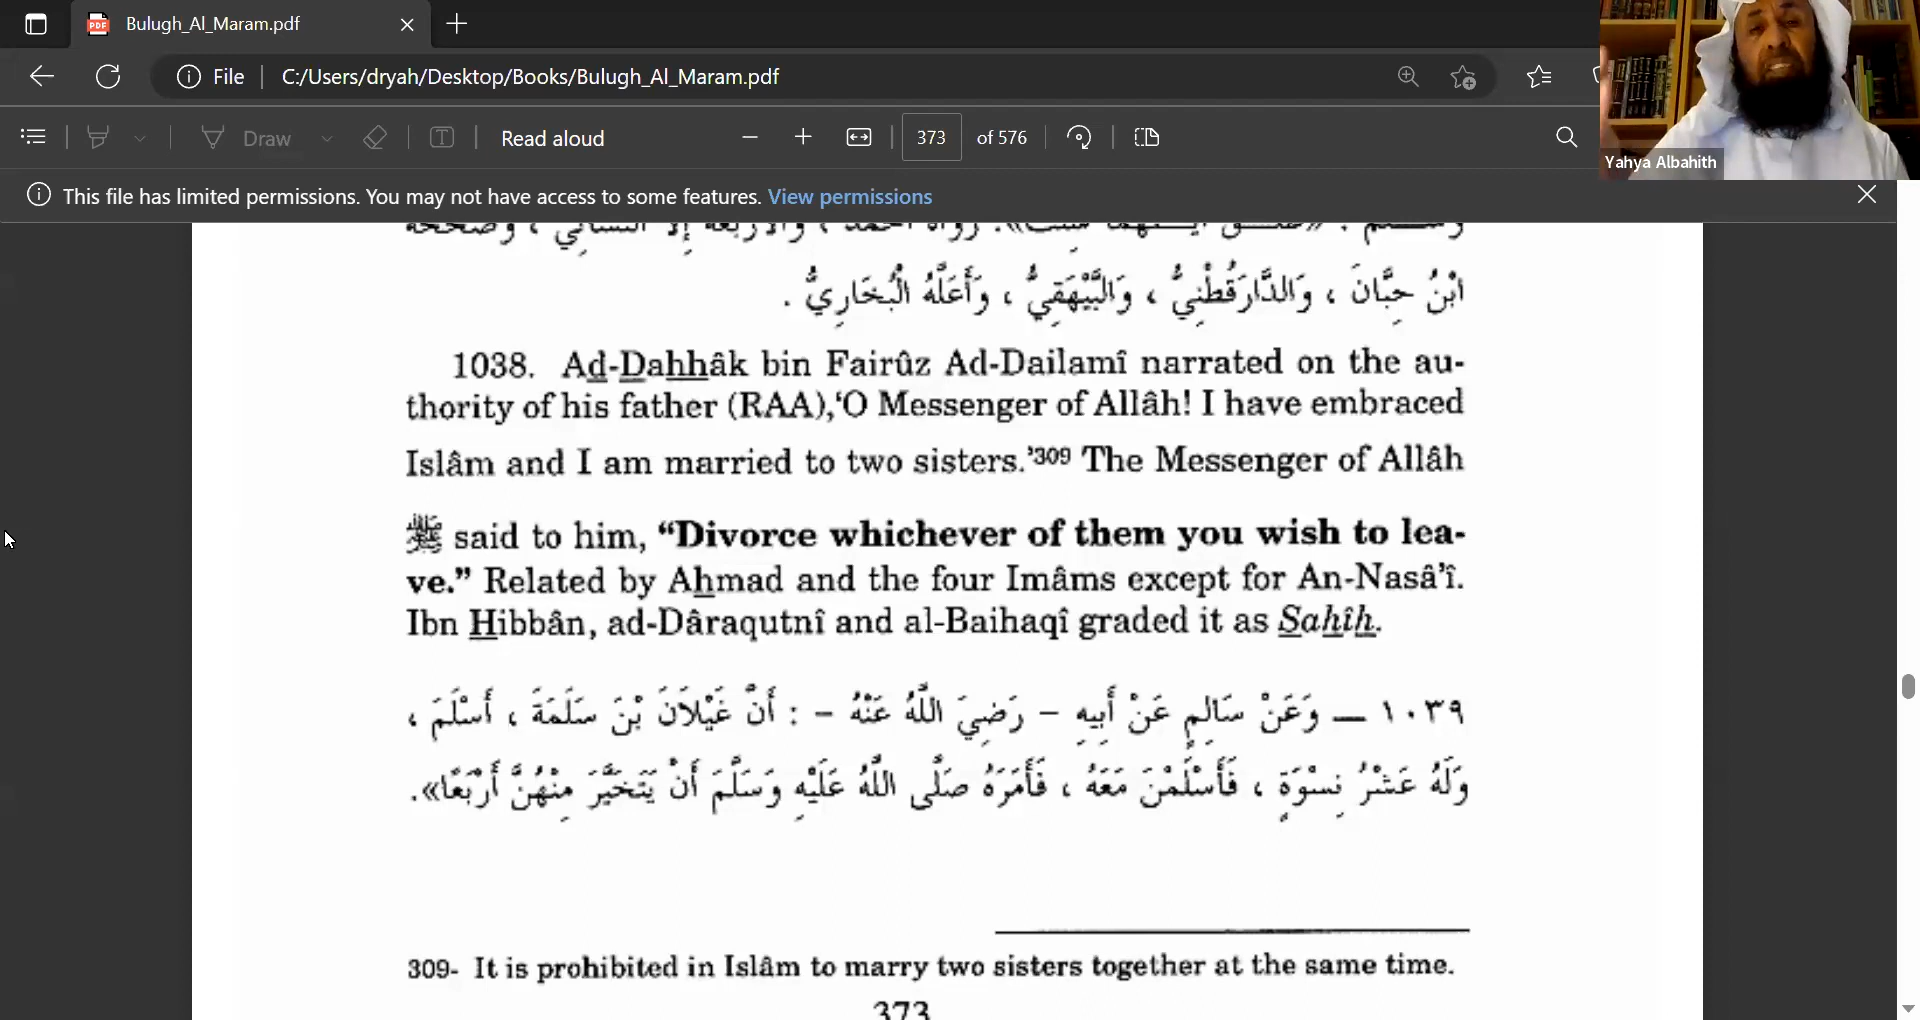 Bulugh_Al_Maram.pdf
File
C:/Users/dryah/Desktop/Books/Bulugh_Al_Maram.pdf
Draw
Read aloud
373 of 576
Yahya Albahith
This file has limited permissions. You may not have access to some features. View permissions
ابْنُ حِبَّانَ ، وَالدَّارَقُطْنِيُّ ، وَالْبَيْهَقِيُّ ، وَأَعَلَّهُ الْبُخَارِيُّ .
1038. Ad-Dahhâk bin Fairûz Ad-Dailamî narrated on the au-
thority of his father (RAA),‘O Messenger of Allâh! I have embraced
Islâm and I am married to two sisters.’309 The Messenger of Allâh
ﷺ said to him, “Divorce whichever of them you wish to lea-
ve.” Related by Ahmad and the four Imâms except for An-Nasâ’î.
Ibn Hibbân, ad-Dâraqutnî and al-Baihaqî graded it as Sahîh.
١٠٣٩ — وَعَنْ سَالِمٍ عَنْ أَبِيهِ – رَضِيَ اللَّهُ عَنْهُ – : أَنَّ غَيْلَانَ بْنَ سَلَمَةَ ، أَسْلَمَ ،
وَلَهُ عَشْرُ نِسْوَةٍ ، فَأَسْلَمْنَ مَعَهُ ، فَأَمَرَهُ صَلَّى اللَّهُ عَلَيْهِ وَسَلَّمَ أَنْ يَتَخَيَّرَ مِنْهُنَّ أَرْبَعًا».
309- It is prohibited in Islâm to marry two sisters together at the same time.
373